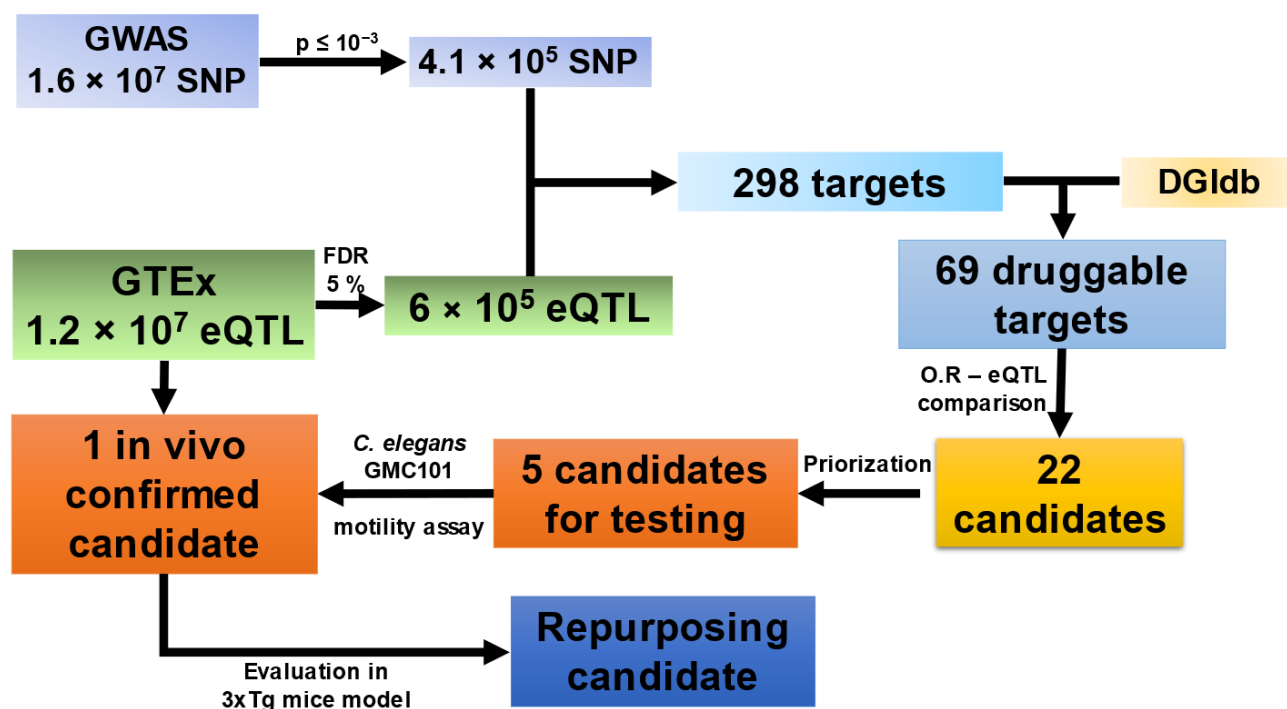 GWAS
1.6 × 10⁷ SNP
p ≤ 10⁻³
4.1 × 10⁵ SNP
298 targets
DGIdb
GTEx
1.2 × 10⁷ eQTL
FDR
5 %
6 × 10⁵ eQTL
69 druggable
targets
O.R – eQTL
comparison
22
candidates
Priorization
5 candidates
for testing
C. elegans
GMC101
motility assay
1 in vivo
confirmed
candidate
Evaluation in
3xTg mice model
Repurposing
candidate